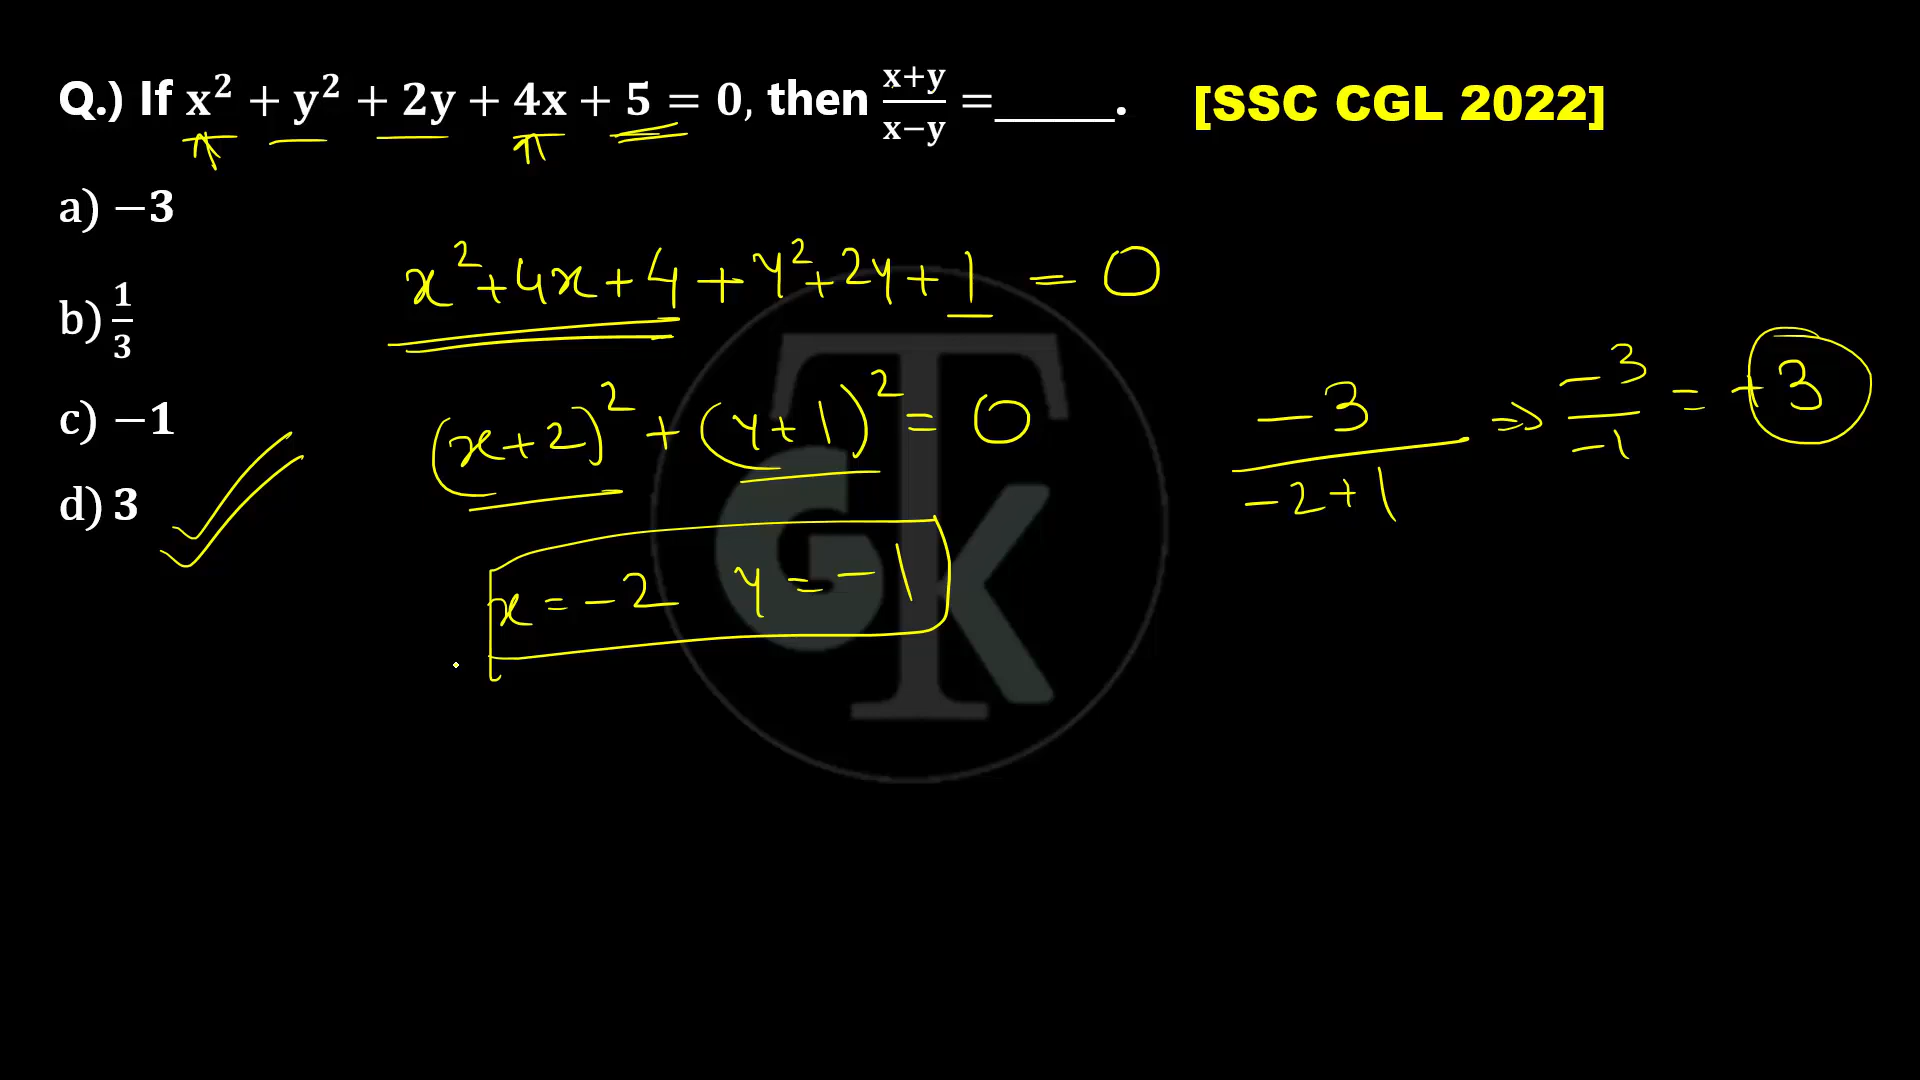 Q.) If x² + y² + 2y + 4x + 5 = 0, then (x+y)/(x−y) =_____. [SSC CGL 2022]
a) −3
b) 1/3
c) −1
d) 3
x² + 4x + 4 + y² + 2y + 1 = 0
(x+2)² + (y+1)² = 0
x = −2 y = −1
−3/(−2+1) ⇒ −3/−1 = +3
GTK